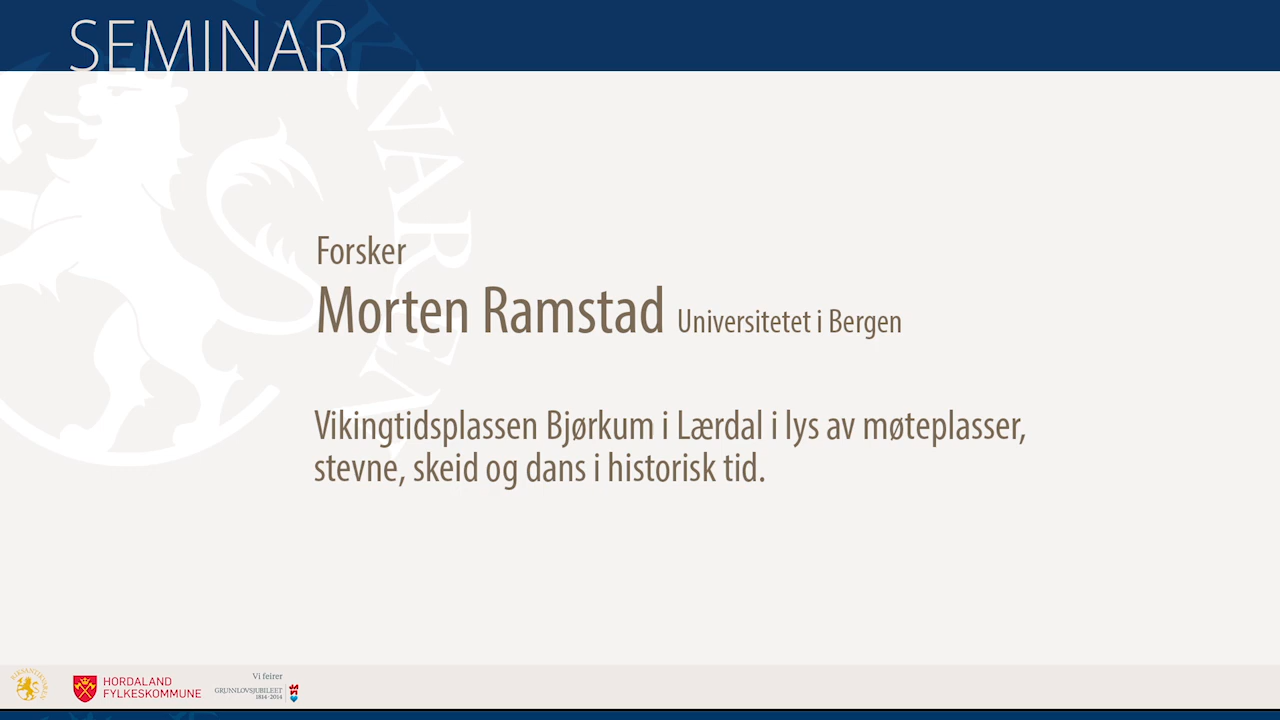 SEMINAR
Forsker
Morten Ramstad Universitetet i Bergen
Vikingtidsplassen Bjørkum i Lærdal i lys av møteplasser,
stevne, skeid og dans i historisk tid.
RIKSANTIKVAREN
HORDALAND
FYLKESKOMMUNE
Vi feirer
GRUNNLOVSJUBILEET
1814-2014